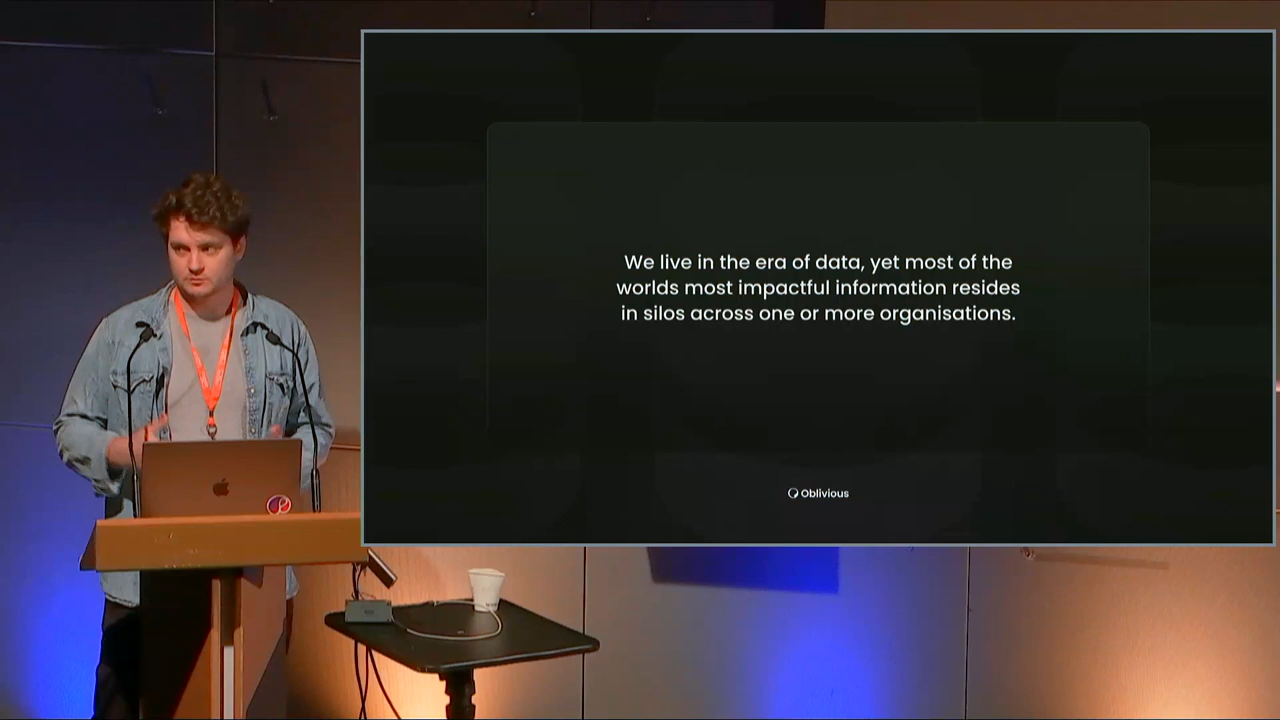 We live in the era of data, yet most of the
worlds most impactful information resides
in silos across one or more organisations.
Oblivious